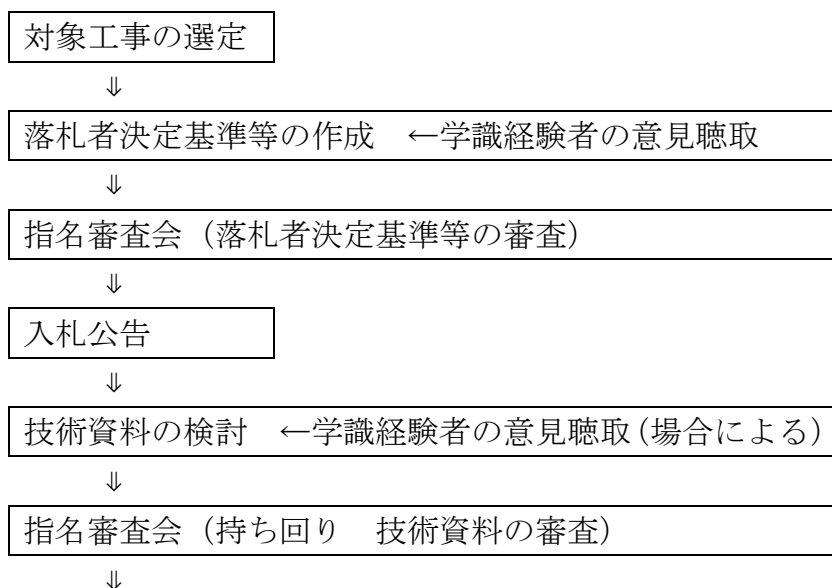 対象工事の選定
⇓
落札者決定基準等の作成　←学識経験者の意見聴取
⇓
指名審査会（落札者決定基準等の審査）
⇓
入札公告
⇓
技術資料の検討　←学識経験者の意見聴取（場合による）
⇓
指名審査会（持ち回り　技術資料の審査）
⇓